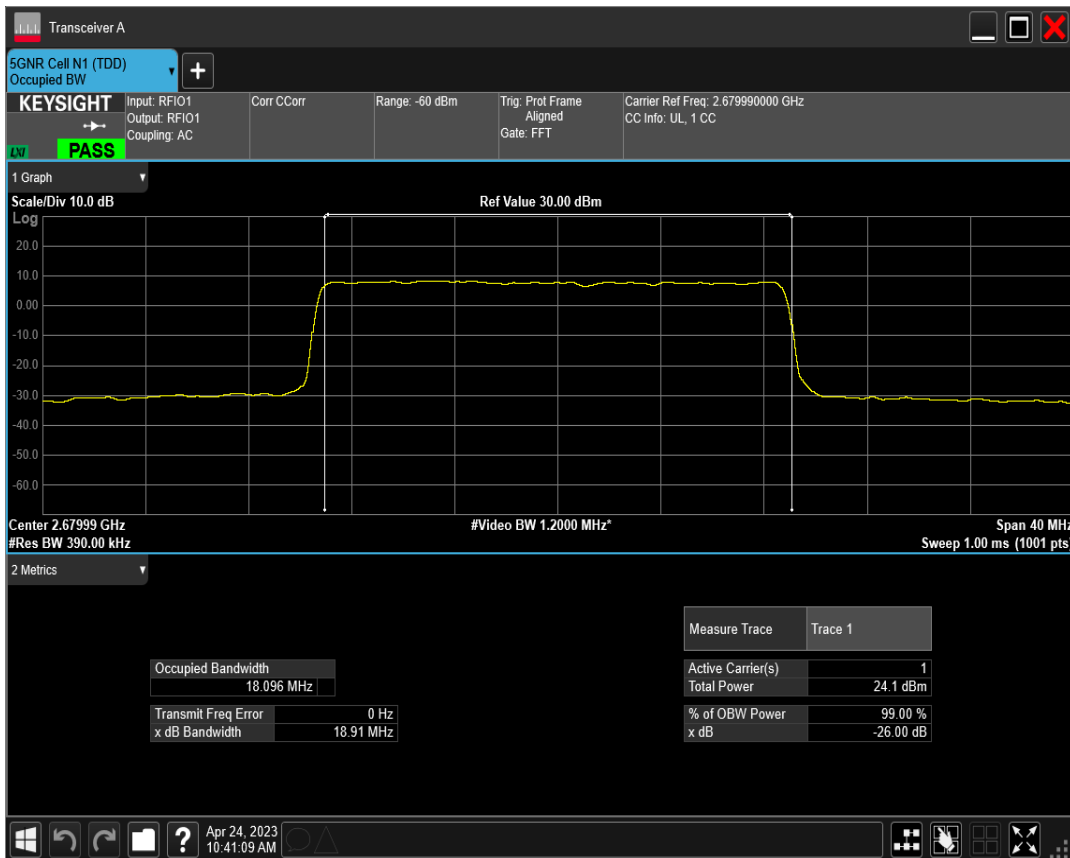 Transceiver A
5GNR Cell N1 (TDD)
Occupied BW
+
KEYSIGHT
LXI
PASS
Input: RFIO1
Output: RFIO1
Coupling: AC
Corr CCorr
Range: -60 dBm
Trig: Prot Frame
Aligned
Gate: FFT
Carrier Ref Freq: 2.679990000 GHz
CC Info: UL, 1 CC
1 Graph
Scale/Div 10.0 dB
Ref Value 30.00 dBm
Log
20.0
10.0
0.00
-10.0
-20.0
-30.0
-40.0
-50.0
-60.0
Center 2.67999 GHz
#Video BW 1.2000 MHz*
Span 40 MHz
#Res BW 390.00 kHz
Sweep 1.00 ms (1001 pts)
2 Metrics
Measure Trace Trace 1
Occupied Bandwidth
18.096 MHz
Active Carrier(s) 1
Total Power 24.1 dBm
Transmit Freq Error 0 Hz
x dB Bandwidth 18.91 MHz
% of OBW Power 99.00 %
x dB -26.00 dB
?
Apr 24, 2023
10:41:09 AM